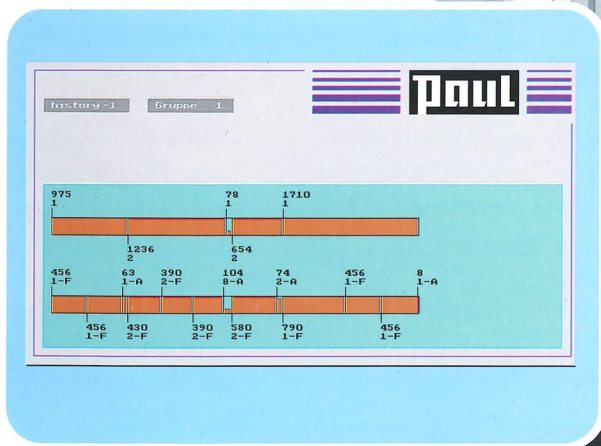 paul
history-1 Gruppe 1
975 78 1710
1 1 1
1236 654
2 2
456 63 390 104 74 456 8
1-F 1-A 2-F 8-A 2-A 1-F 1-A
456 430 390 580 790 456
1-F 2-F 2-F 2-F 1-F 1-F